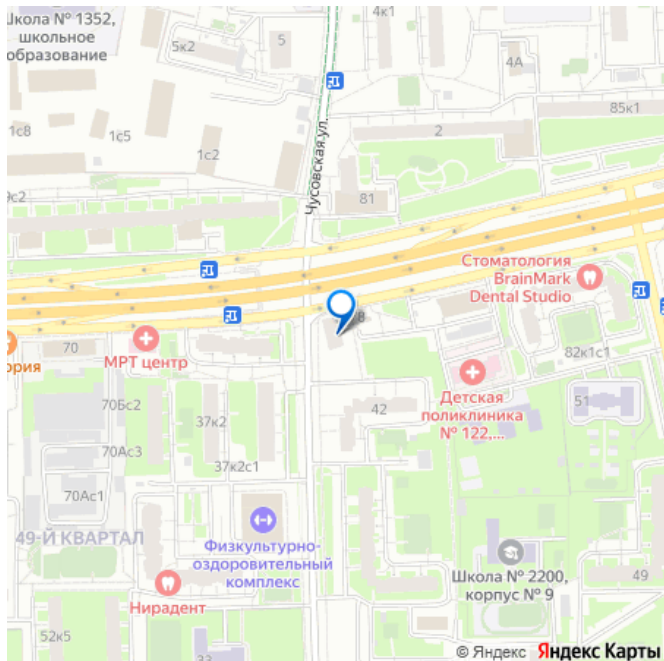 Школа № 1352,
школьное
образование
5к2
5
4к1
4А
85к1
1с8
1с5
1с2
2
Чусовская ул.
9с2
81
Стоматология
BrainMark
Dental Studio
8
70
МРТ центр
82к1с1
Детская
поликлиника
№ 122,...
51
70Бс2
37к2
42
70Ас3
37к2с1
70Ас1
49-Й КВАРТАЛ
Физкультурно-
оздоровительный
комплекс
Школа № 2200,
корпус № 9
49
Нирадент
52к5
33
© Яндекс Яндекс Карты